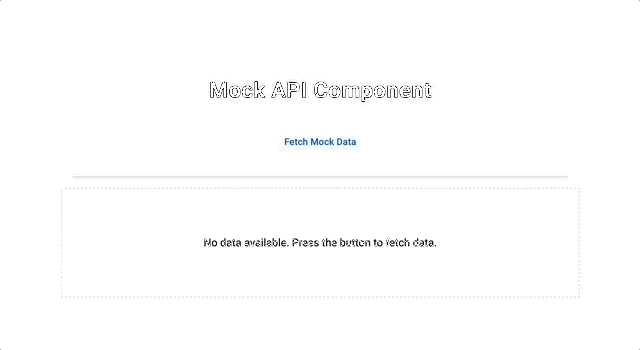 Mock API Component
Fetch Mock Data
No data available. Press the button to fetch data.